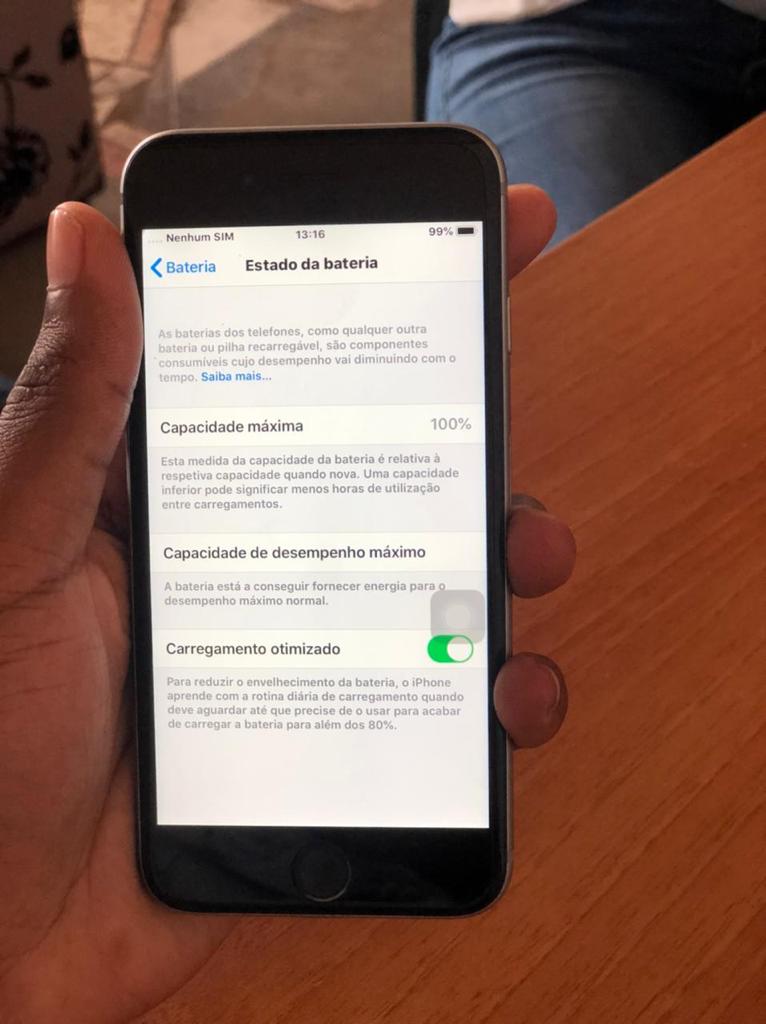 Nenhum SIM 13:16 99%
Bateria Estado da bateria
As baterias dos telefones, como qualquer outra
bateria ou pilha recarregável, são componentes
consumíveis cujo desempenho vai diminuindo com o
tempo. Saiba mais...
Capacidade máxima 100%
Esta medida da capacidade da bateria é relativa à
respetiva capacidade quando nova. Uma capacidade
inferior pode significar menos horas de utilização
entre carregamentos.
Capacidade de desempenho máximo
A bateria está a conseguir fornecer energia para o
desempenho máximo normal.
Carregamento otimizado
Para reduzir o envelhecimento da bateria, o iPhone
aprende com a rotina diária de carregamento quando
deve aguardar até que precise de o usar para acabar
de carregar a bateria para além dos 80%.